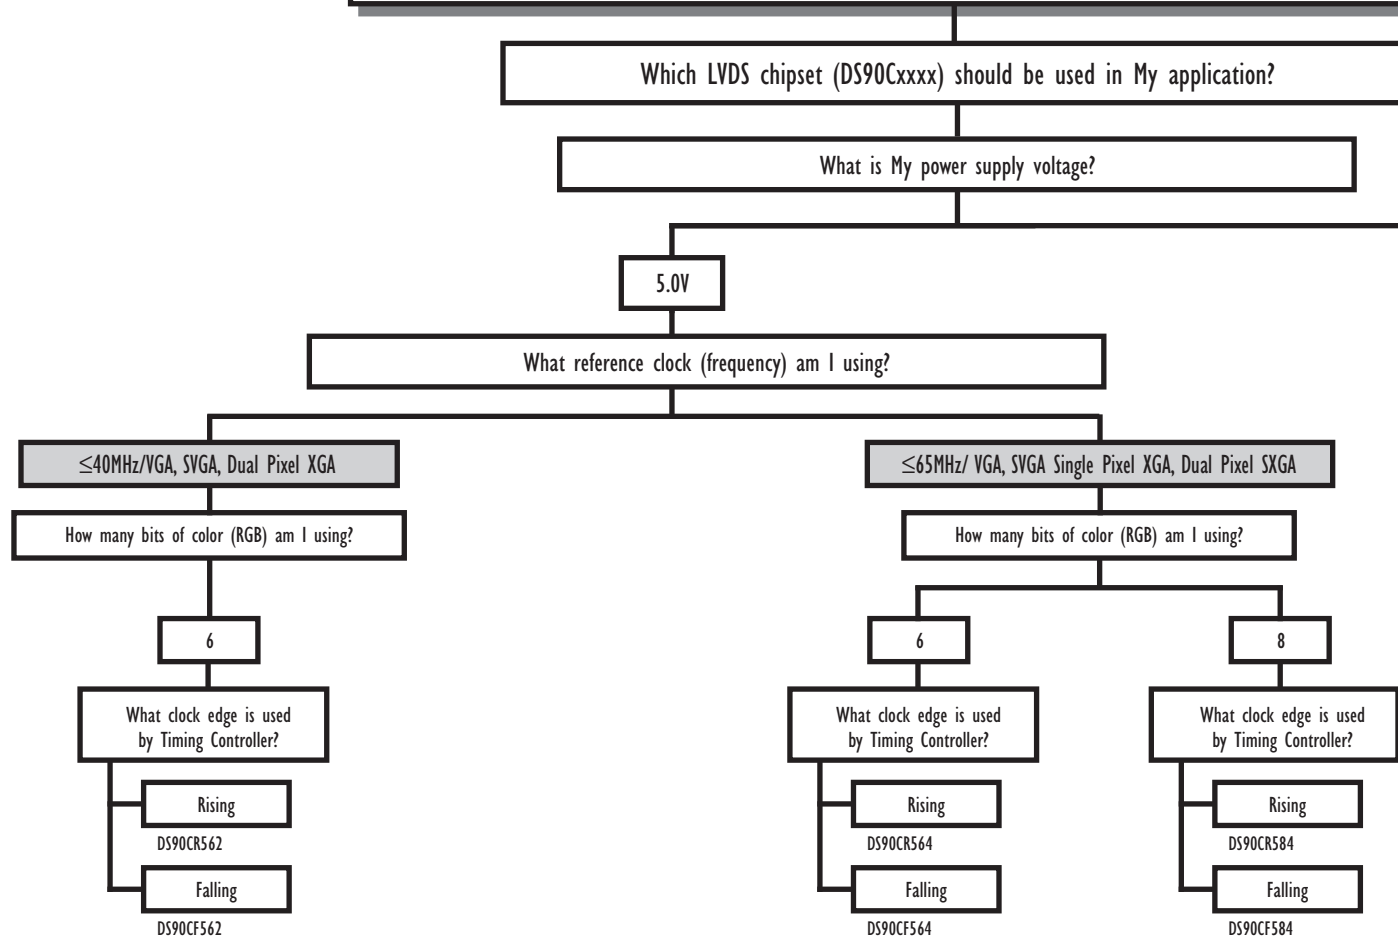 Which LVDS chipset (DS90Cxxxx) should be used in My application?
What is My power supply voltage?
5.0V
What reference clock (frequency) am I using?
≤40MHz/VGA, SVGA, Dual Pixel XGA
≤65MHz/ VGA, SVGA Single Pixel XGA, Dual Pixel SXGA
How many bits of color (RGB) am I using?
How many bits of color (RGB) am I using?
6
6
8
What clock edge is used
by Timing Controller?
What clock edge is used
by Timing Controller?
What clock edge is used
by Timing Controller?
Rising
Rising
Rising
DS90CR562
DS90CR564
DS90CR584
Falling
Falling
Falling
DS90CF562
DS90CF564
DS90CF584